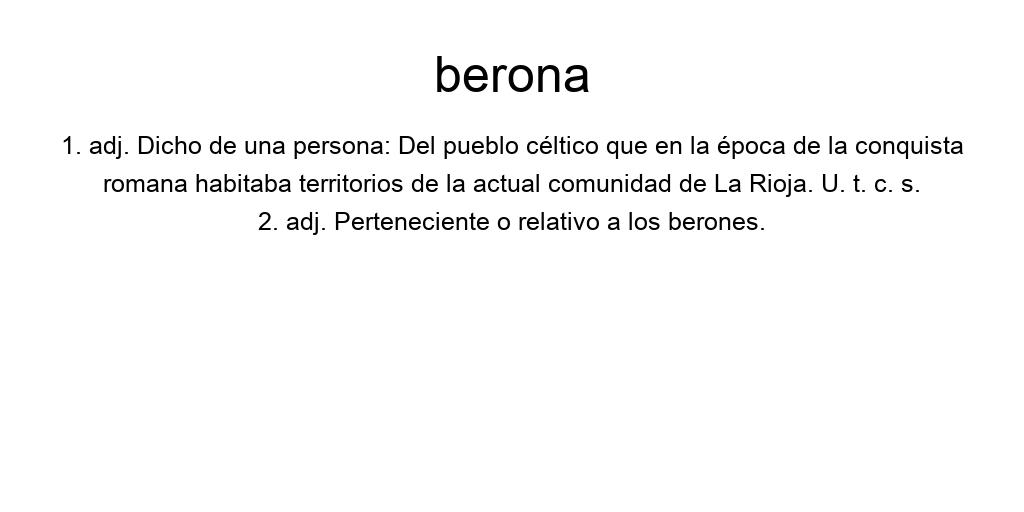 berona
1. adj. Dicho de una persona: Del pueblo céltico que en la época de la conquista
romana habitaba territorios de la actual comunidad de La Rioja. U. t. c. s.
2. adj. Perteneciente o relativo a los berones.